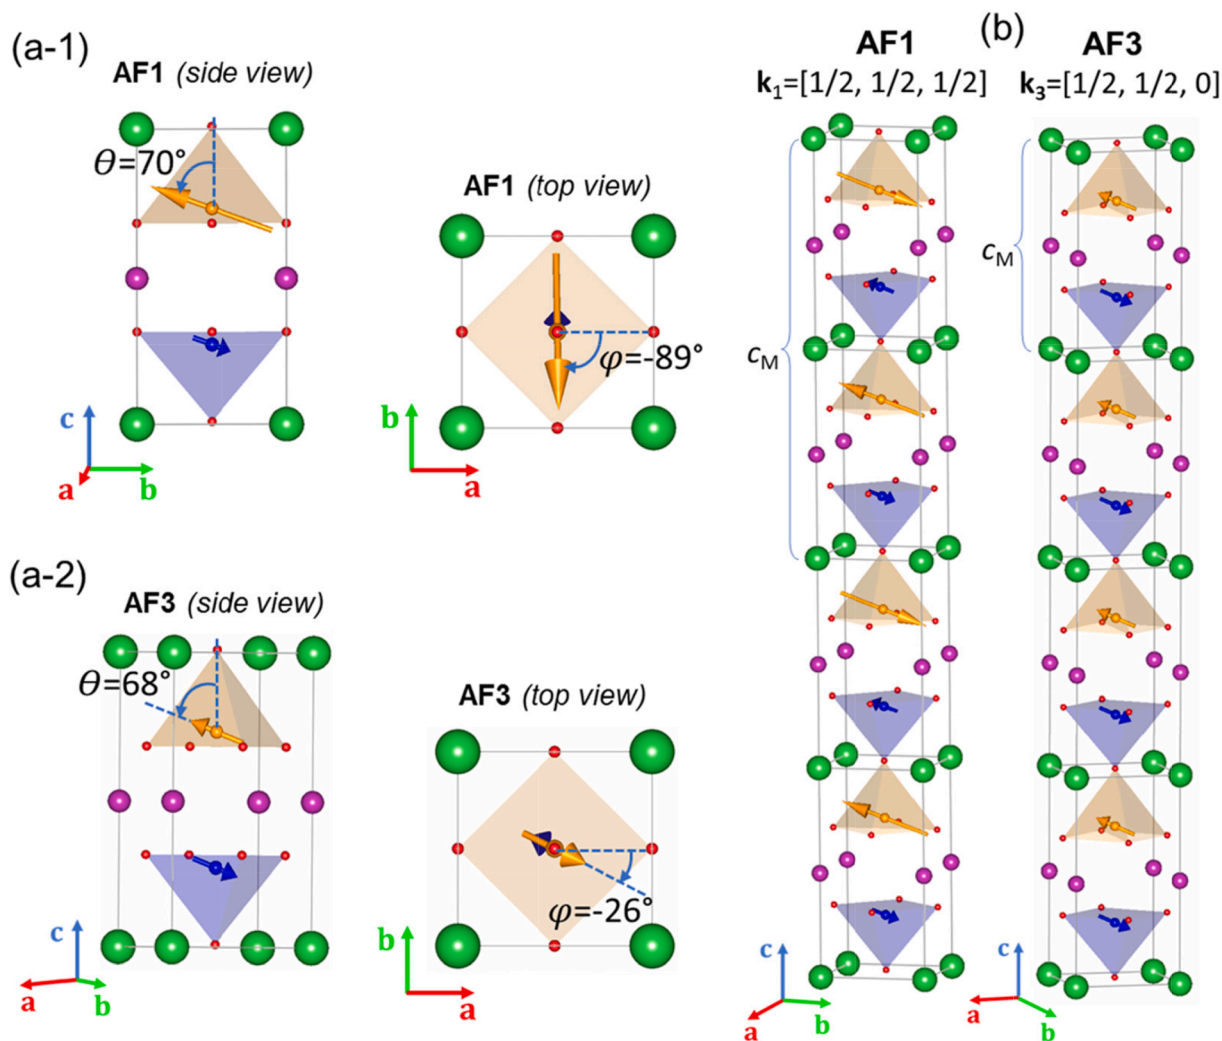 (a-1)
AF1 (side view)
θ=70°
c
a
b
AF1 (top view)
φ=-89°
b
a
(a-2)
AF3 (side view)
θ=68°
c
a
b
AF3 (top view)
φ=-26°
b
a
(b)
AF1
k₁=[1/2, 1/2, 1/2]
cM
c
a
b
AF3
k₃=[1/2, 1/2, 0]
cM
c
a
b